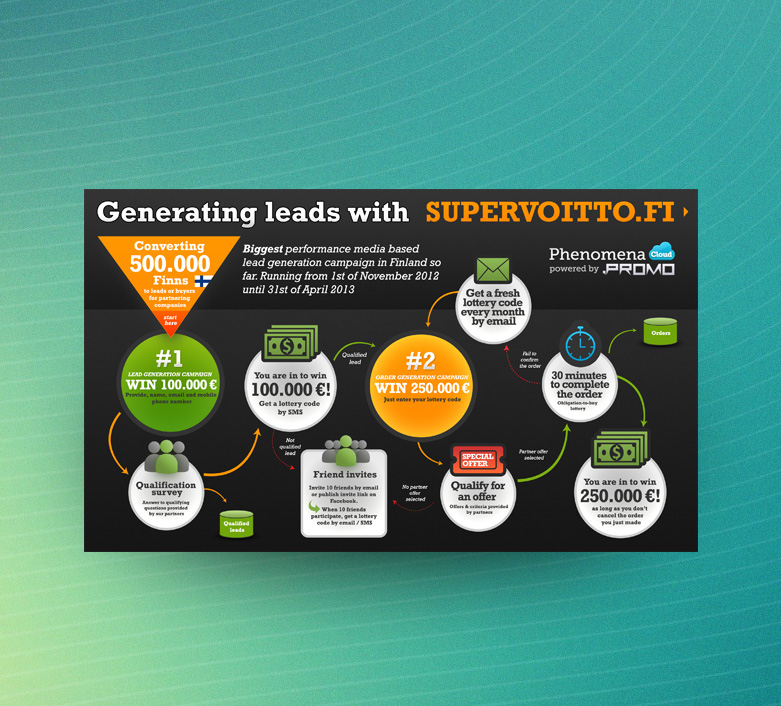 Generating leads with SUPERVOITTO.FI
Converting
500.000
Finns
to leads or buyers
for partnering
companies
start
here
Biggest performance media based
lead generation campaign in Finland so
far. Running from 1st of November 2012
until 31st of April 2013
Phenomena Cloud
powered by .PROMO
#1
LEAD GENERATION CAMPAIGN
WIN 100.000 €
Provide, name, email and mobile
phone number
Qualification
survey
Answer to qualifying
questions provided
by our partners
Qualified
leads
You are in to win
100.000 €!
Get a lottery code
by SMS
Qualified
lead
Not
qualified
lead
Friend invites
Invite 10 friends by email
or publish invite link on
Facebook.
When 10 friends
participate, get a lottery
code by email / SMS
#2
ORDER GENERATION CAMPAIGN
WIN 250.000 €
Just enter your lottery code
Get a fresh
lottery code
every month
by email
SPECIAL
OFFER
Qualify for
an offer
Offers & criteria provided
by partners
No partner
offer
selected
Partner offer
selected
Fail to
confirm
the order
30 minutes
to complete
the order
Obligation-to-buy
lottery
Orders
You are in to win
250.000 €!
as long as you don't
cancel the order
you just made